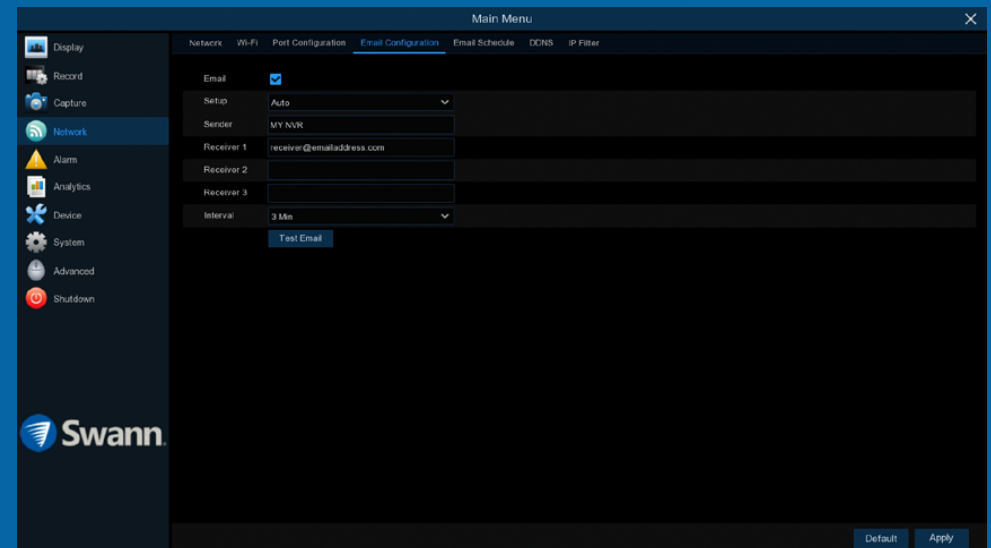 Main Menu
Display
Record
Capture
Network
Alarm
Analytics
Device
System
Advanced
Shutdown
Swann
Network Wi-Fi Port Configuration Email Configuration Email Schedule DDNS IP Filter
Email
Setup Auto
Sender MY NVR
Receiver 1 receiver@emailaddress.com
Receiver 2
Receiver 3
Interval 3 Min
Test Email
Default Apply